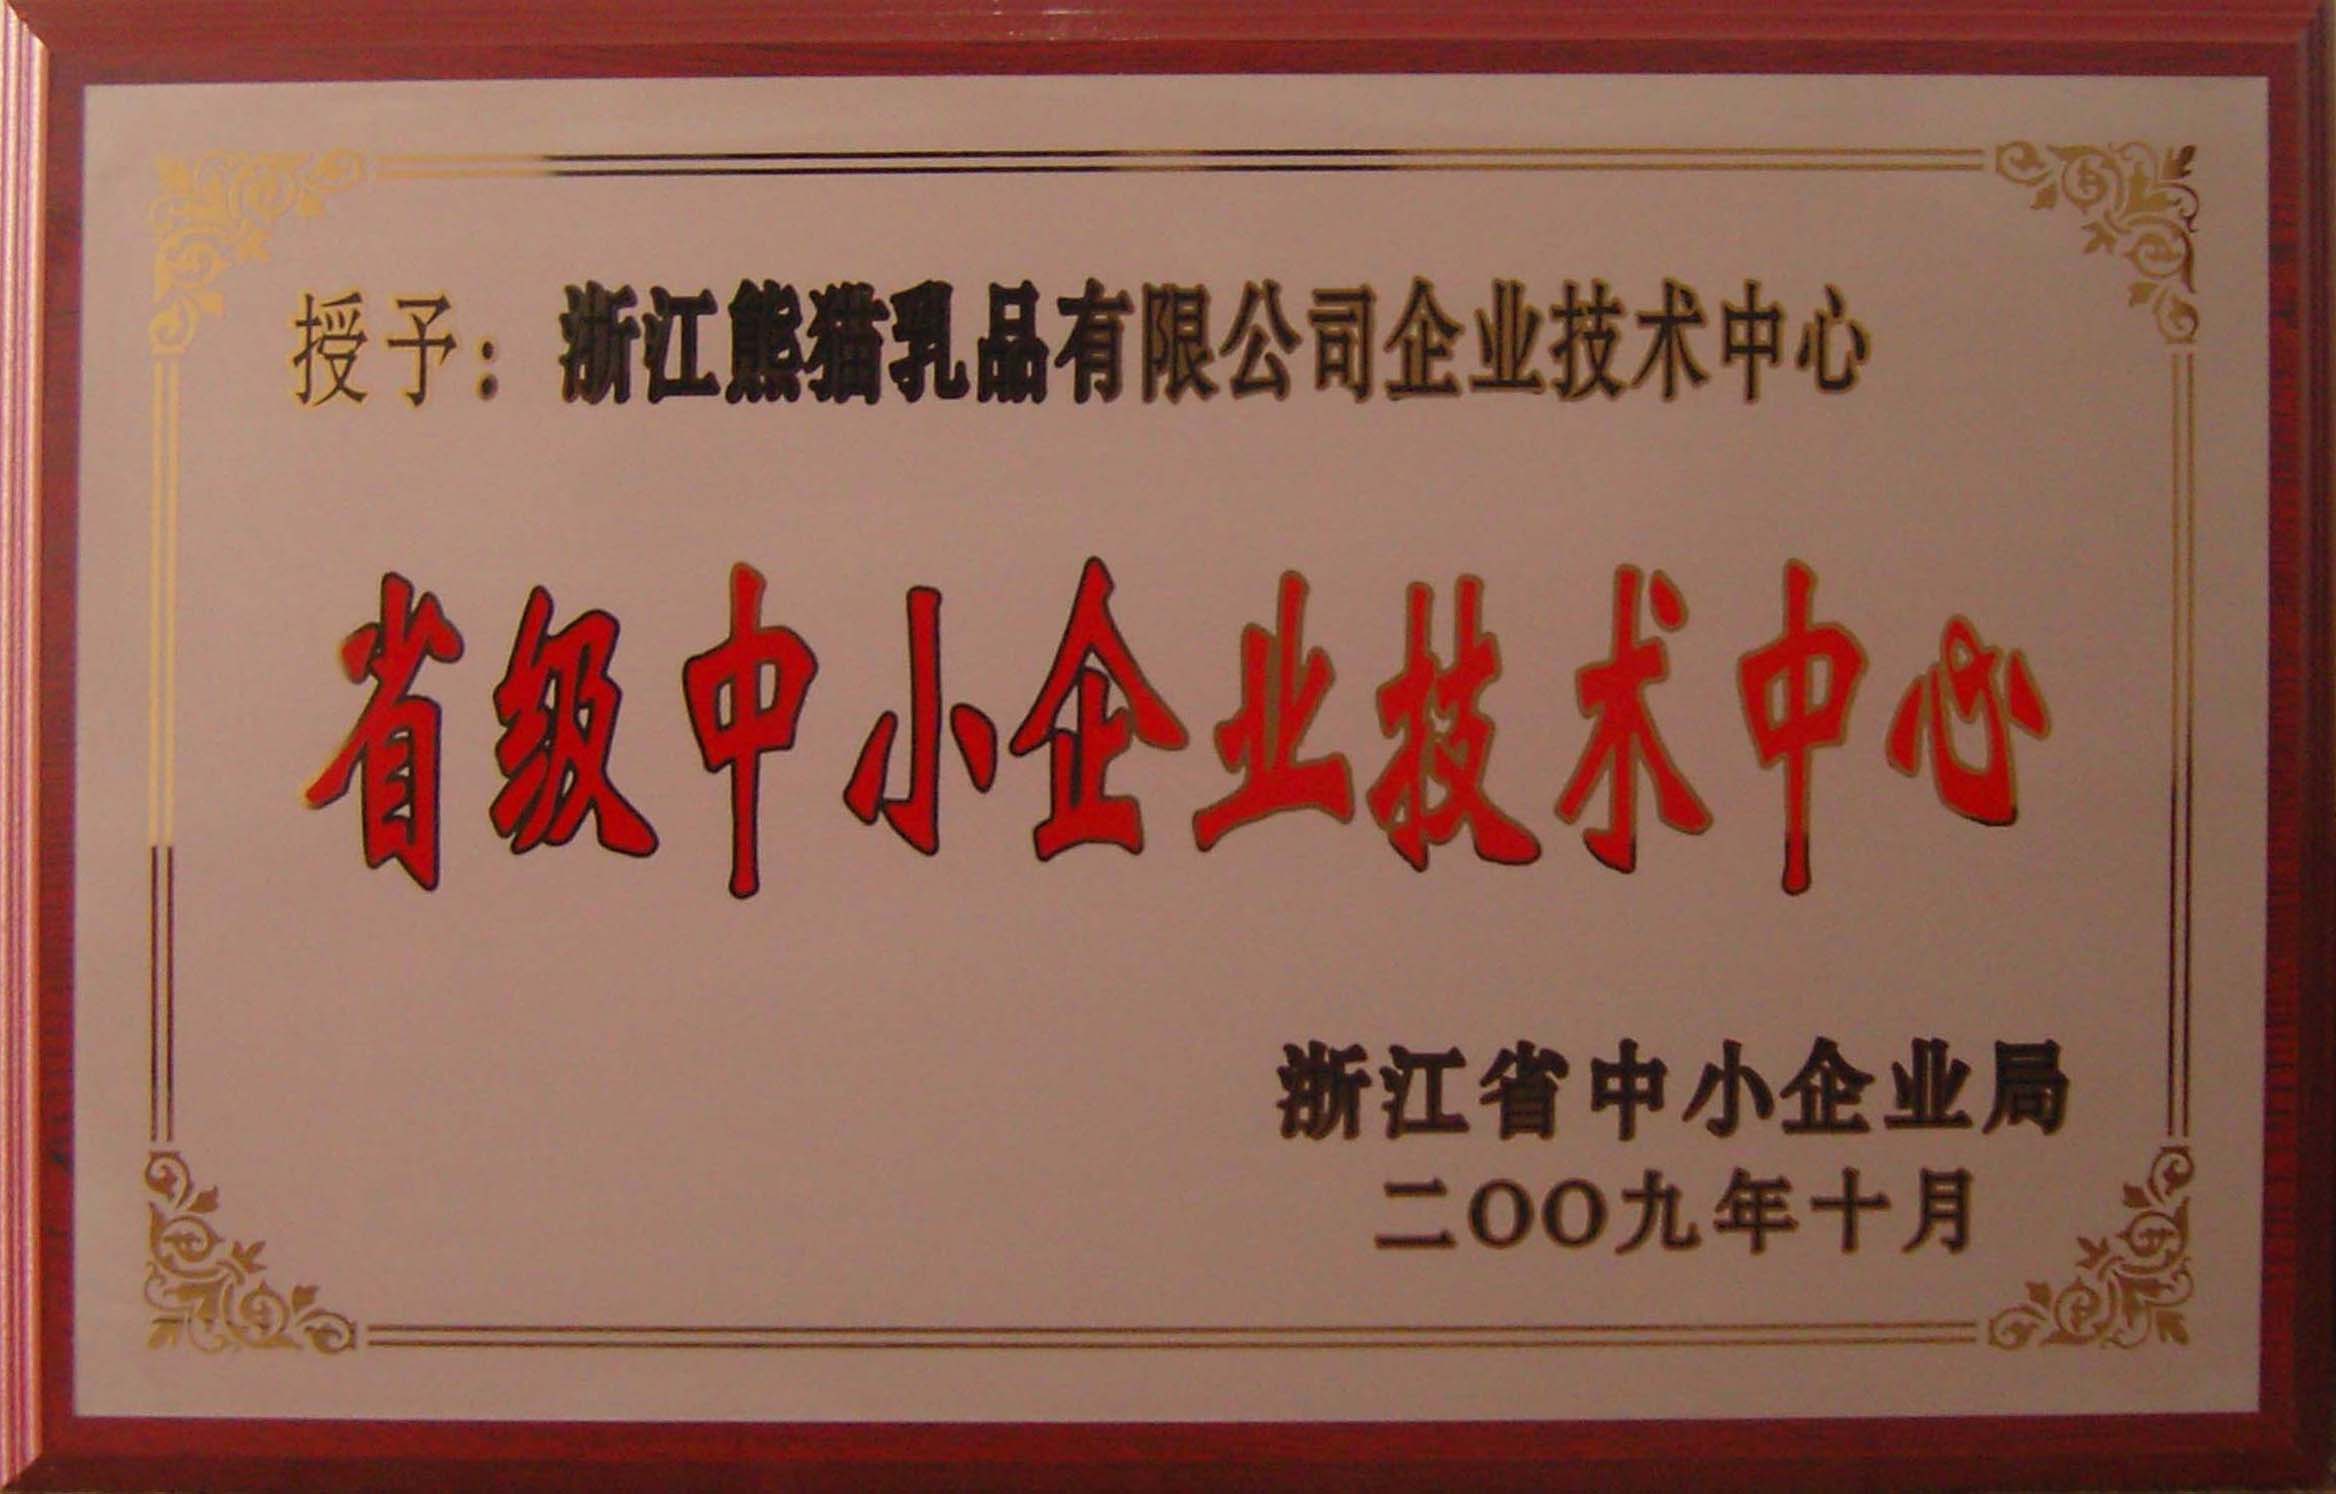 授予：浙江熊猫乳品有限公司企业技术中心
省级中小企业技术中心
浙江省中小企业局
二〇〇九年十月